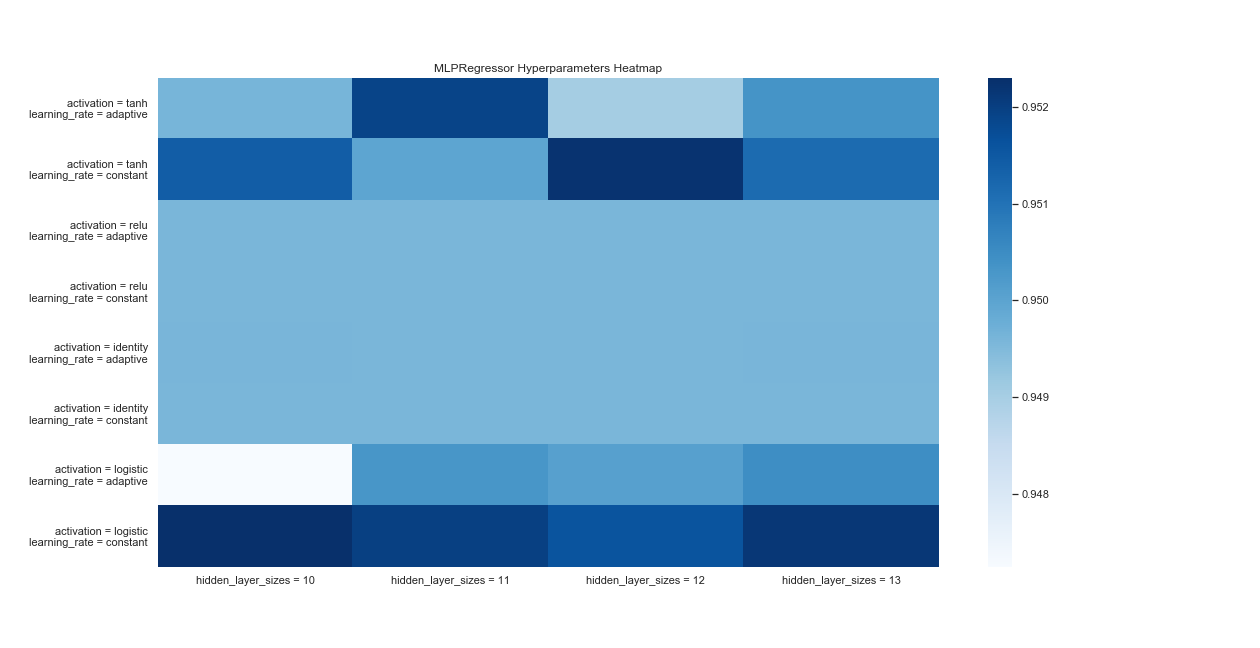 MLPRegressor Hyperparameters Heatmap
activation = tanh
learning_rate = adaptive
activation = tanh
learning_rate = constant
activation = relu
learning_rate = adaptive
activation = relu
learning_rate = constant
activation = identity
learning_rate = adaptive
activation = identity
learning_rate = constant
activation = logistic
learning_rate = adaptive
activation = logistic
learning_rate = constant
hidden_layer_sizes = 10
hidden_layer_sizes = 11
hidden_layer_sizes = 12
hidden_layer_sizes = 13
0.952
0.951
0.950
0.949
0.948